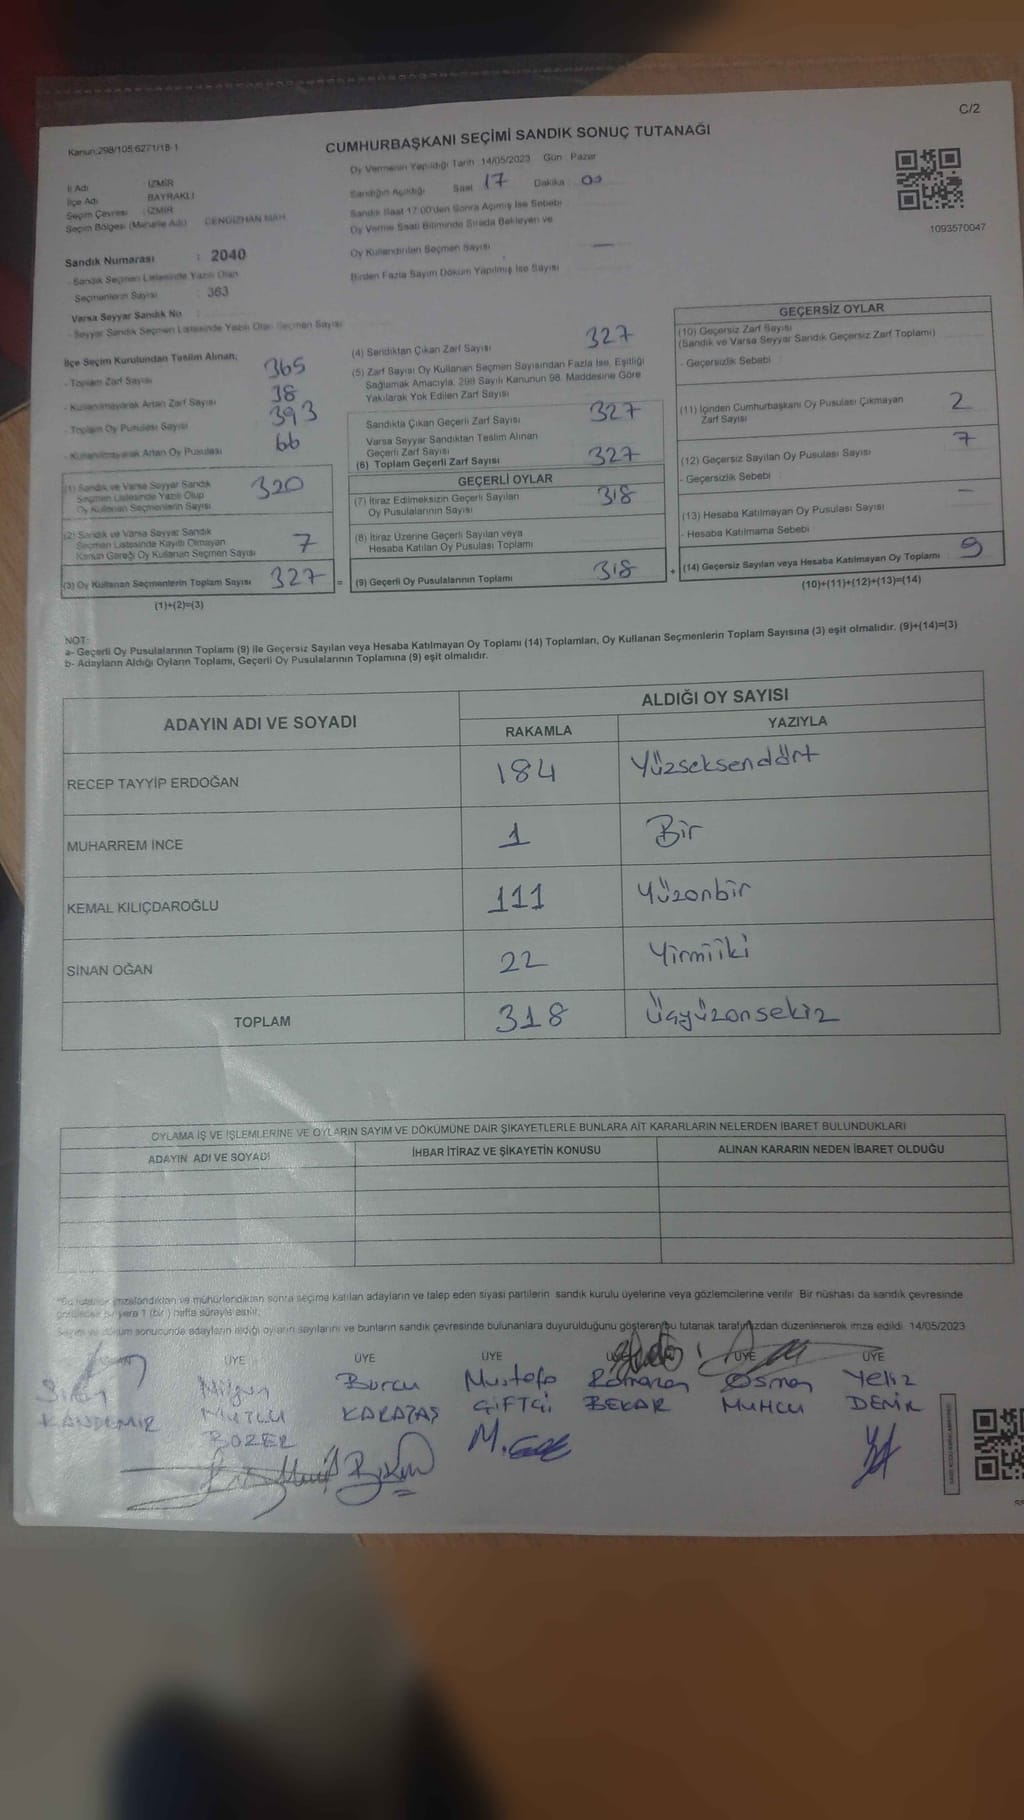 C/2
Kanun:298/105;6271/18-1
CUMHURBAŞKANI SEÇİMİ SANDIK SONUÇ TUTANAĞI
Oy Vermenin Yapıldığı Tarih 14/05/2023 Gün Pazar
İl Adı : İZMİR
İlçe Adı : BAYRAKLI
Seçim Çevresi : İZMİR
Seçim Bölgesi (Mahalle Adı) CENGİZHAN MAH
Sandığın Açıldığı Saat 17 Dakika 00
Sandık Saat 17:00'den Sonra Açılmış İse Sebebi
Oy Verme Saati Bitiminde Sırada Bekleyen ve
Oy Kullandırılan Seçmen Sayısi —
Birden Fazla Sayım Döküm Yapılmış İse Sayısı
1093570047
Sandık Numarası : 2040
- Sandık Seçmen Listesinde Yazılı Olan
Seçmenlerin Sayısı : 363
Varsa Seyyar Sandık No
- Seyyar Sandık Seçmen Listesinde Yazılı Olan Seçmen Sayısı
İlçe Seçim Kurulundan Teslim Alınan;
- Toplam Zarf Sayısı 365
- Kullanılmayarak Artan Zarf Sayısı 38
- Toplam Oy Pusulası Sayısı 393
- Kullanılmayarak Artan Oy Pusulası 66
(1) Sandık ve Varsa Seyyar Sandık
Seçmen Listesinde Yazılı Olup
Oy Kullanan Seçmenlerin Sayısı 320
(2) Sandık ve Varsa Seyyar Sandık
Seçmen Listesinde Kayıtlı Olmayan
Kanun Gereği Oy Kullanan Seçmen Sayısı 7
(3) Oy Kullanan Seçmenlerin Toplam Sayısı 327 =
(1)+(2)=(3)
(4) Sandıktan Çıkan Zarf Sayısı 327
(5) Zarf Sayısı Oy Kullanan Seçmen Sayısından Fazla İse, Eşitliği
Sağlamak Amacıyla, 298 Sayılı Kanunun 98. Maddesine Göre
Yakılarak Yok Edilen Zarf Sayısı
Sandıkta Çıkan Geçerli Zarf Sayısı 327
Varsa Seyyar Sandıktan Teslim Alınan
Geçerli Zarf Sayısı
(6) Toplam Geçerli Zarf Sayısı 327
GEÇERLİ OYLAR
(7) İtiraz Edilmeksizin Geçerli Sayılan
Oy Pusulalarının Sayısı 318
(8) İtiraz Üzerine Geçerli Sayılan veya
Hesaba Katılan Oy Pusulası Toplamı
(9) Geçerli Oy Pusulalarının Toplamı 318 +
GEÇERSİZ OYLAR
(10) Geçersiz Zarf Sayısı
(Sandık ve Varsa Seyyar Sandık Geçersiz Zarf Toplamı)
- Geçersizlik Sebebi :
(11) İçinden Cumhurbaşkanı Oy Pusulası Çıkmayan
Zarf Sayısı 2
(12) Geçersiz Sayılan Oy Pusulası Sayısı 7
- Geçersizlik Sebebi :
(13) Hesaba Katılmayan Oy Pusulası Sayısı —
- Hesaba Katılmama Sebebi :
(14) Geçersiz Sayılan veya Hesaba Katılmayan Oy Toplamı 9
(10)+(11)+(12)+(13)=(14)
NOT:
a- Geçerli Oy Pusulalarının Toplamı (9) ile Geçersiz Sayılan veya Hesaba Katılmayan Oy Toplamı (14) Toplamları, Oy Kullanan Seçmenlerin Toplam Sayısına (3) eşit olmalıdır. (9)+(14)=(3)
b- Adayların Aldığı Oyların Toplamı, Geçerli Oy Pusulalarının Toplamına (9) eşit olmalıdır.
ADAYIN ADI VE SOYADI
ALDIĞI OY SAYISI
RAKAMLA YAZIYLA
RECEP TAYYİP ERDOĞAN 184 Yüzseksendört
MUHARREM İNCE 1 Bir
KEMAL KILIÇDAROĞLU 111 Yüzonbir
SİNAN OĞAN 22 Yirmiiki
TOPLAM 318 Üçyüzonsekiz
OYLAMA İŞ VE İŞLEMLERİNE VE OYLARIN SAYIM VE DÖKÜMÜNE DAİR ŞİKAYETLERLE BUNLARA AİT KARARLARIN NELERDEN İBARET BULUNDUKLARI
ADAYIN ADI VE SOYADI İHBAR İTİRAZ VE ŞİKAYETİN KONUSU ALINAN KARARIN NEDEN İBARET OLDUĞU
imzalandıktan ve mühürlendikten sonra seçime katılan adayların ve talep eden siyasi partilerin sandık kurulu üyelerine veya gözlemcilerine verilir. Bir nüshası da sandık çevresinde
bir yere 1 (bir) hafta süreyle asılır.
Seçim ve döküm sonucunda adayların aldığı oyların sayılarını ve bunların sandık çevresinde bulunanlara duyurulduğunu gösteren bu tutanak tarafımızdan düzenlenerek imza edildi. 14/05/2023
ÜYE ÜYE ÜYE ÜYE ÜYE
KANDEMİR
Nilgün MUTLU BOZER
Burcu KARATAŞ
Mustafa ÇİFTÇİ
Ramazan BEKAR
Osman MUHCU
Yeliz DEMİR